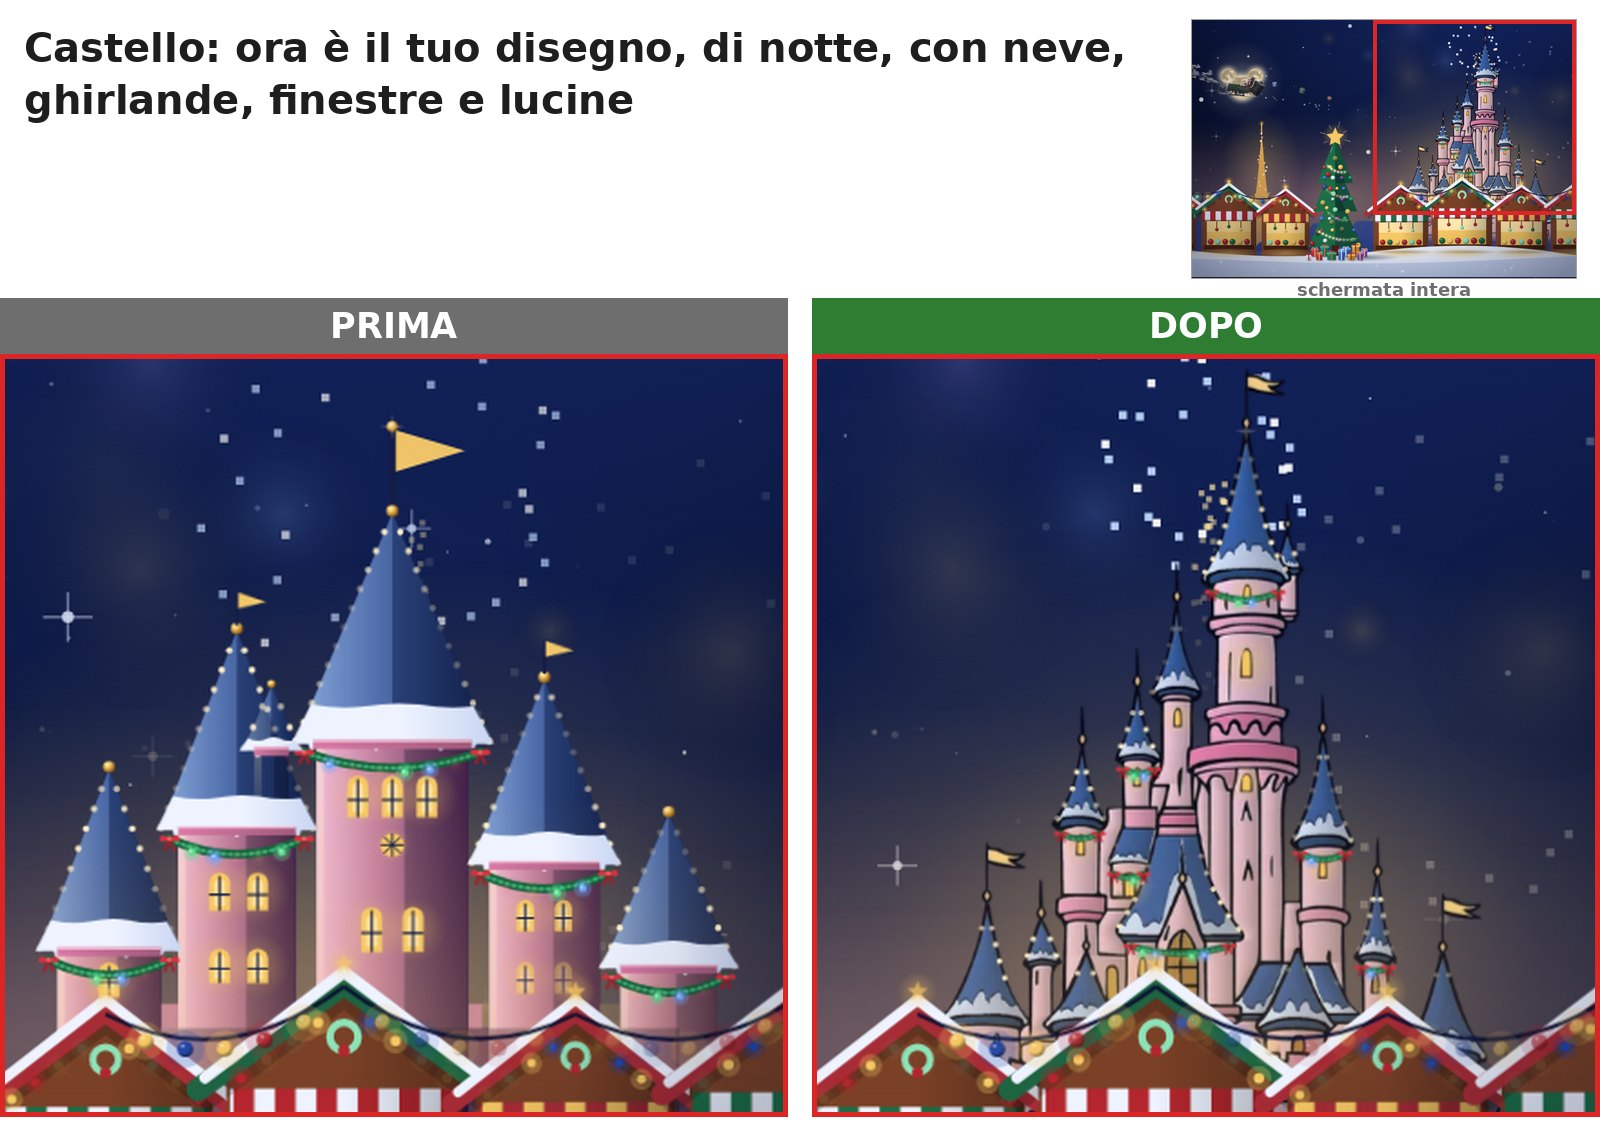 Castello: ora è il tuo disegno, di notte, con neve,
ghirlande, finestre e lucine
schermata intera
PRIMA
DOPO